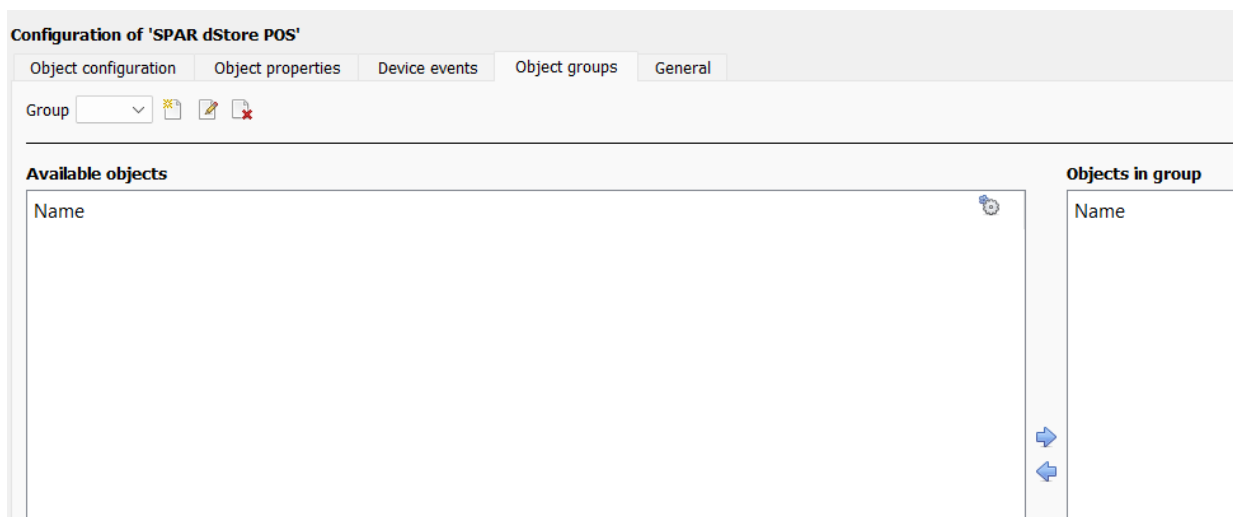 Configuration of 'SPAR dStore POS'
Object configuration Object properties Device events Object groups General
Group
Available objects Objects in group
Name Name